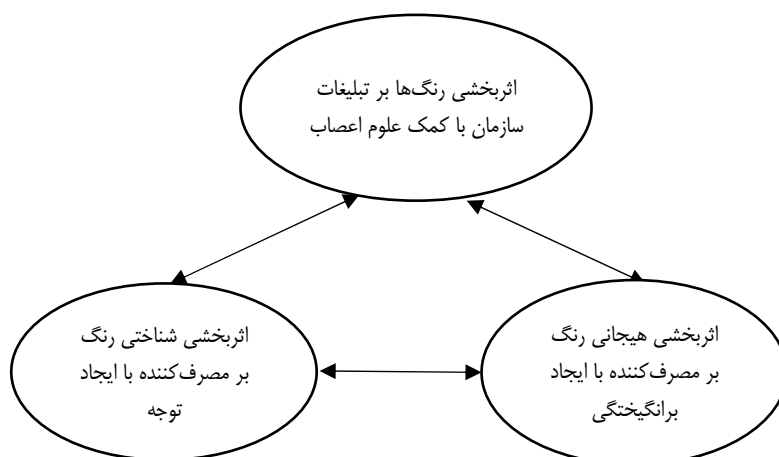 اثربخشی رنگ‌ها بر تبلیغات
سازمان با کمک علوم اعصاب
اثربخشی هیجانی رنگ
بر مصرف‌کننده با ایجاد
برانگیختگی
اثربخشی شناختی رنگ
بر مصرف‌کننده با ایجاد
توجه